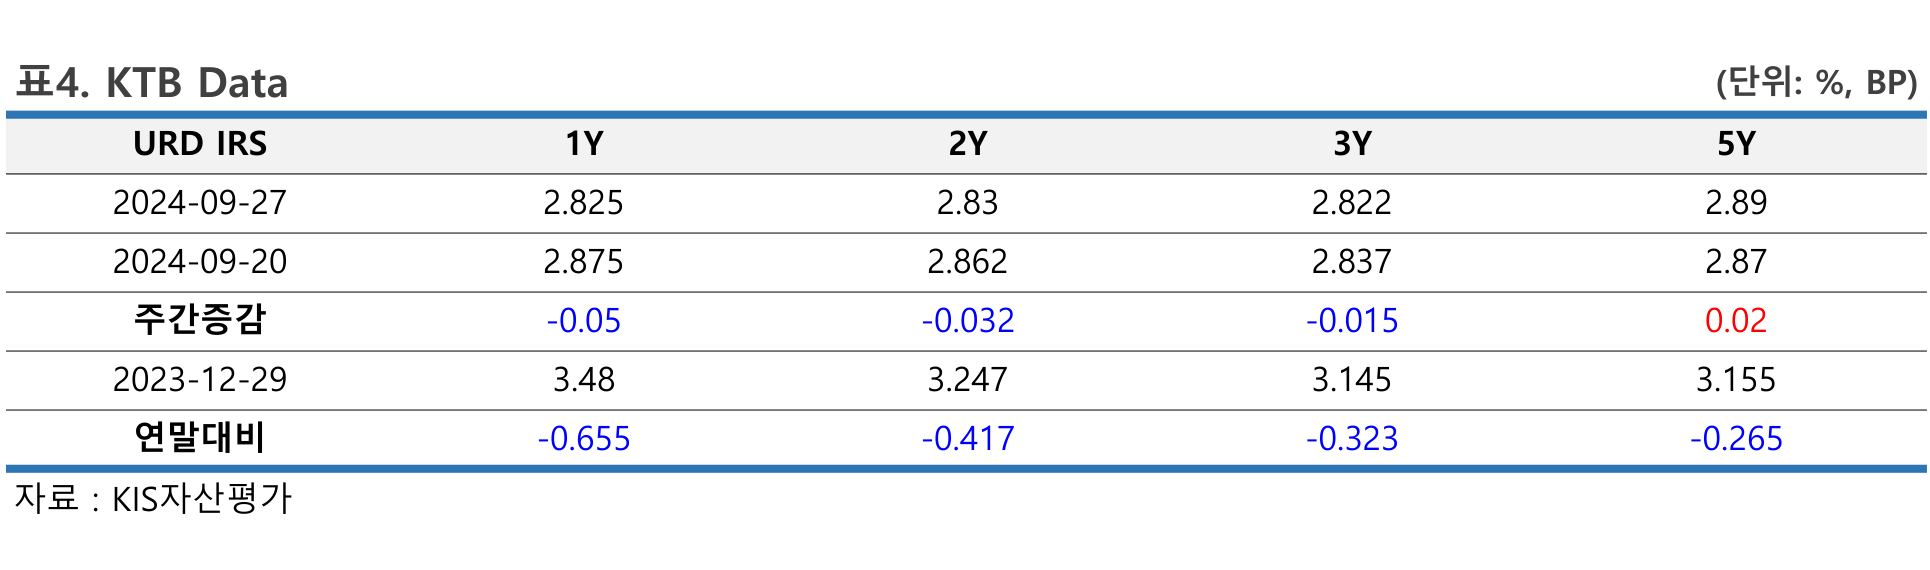 표4. KTB Data (단위: %, BP)
URD IRS 1Y 2Y 3Y 5Y
2024-09-27 2.825 2.83 2.822 2.89
2024-09-20 2.875 2.862 2.837 2.87
주간증감 -0.05 -0.032 -0.015 0.02
2023-12-29 3.48 3.247 3.145 3.155
연말대비 -0.655 -0.417 -0.323 -0.265
자료 : KIS자산평가